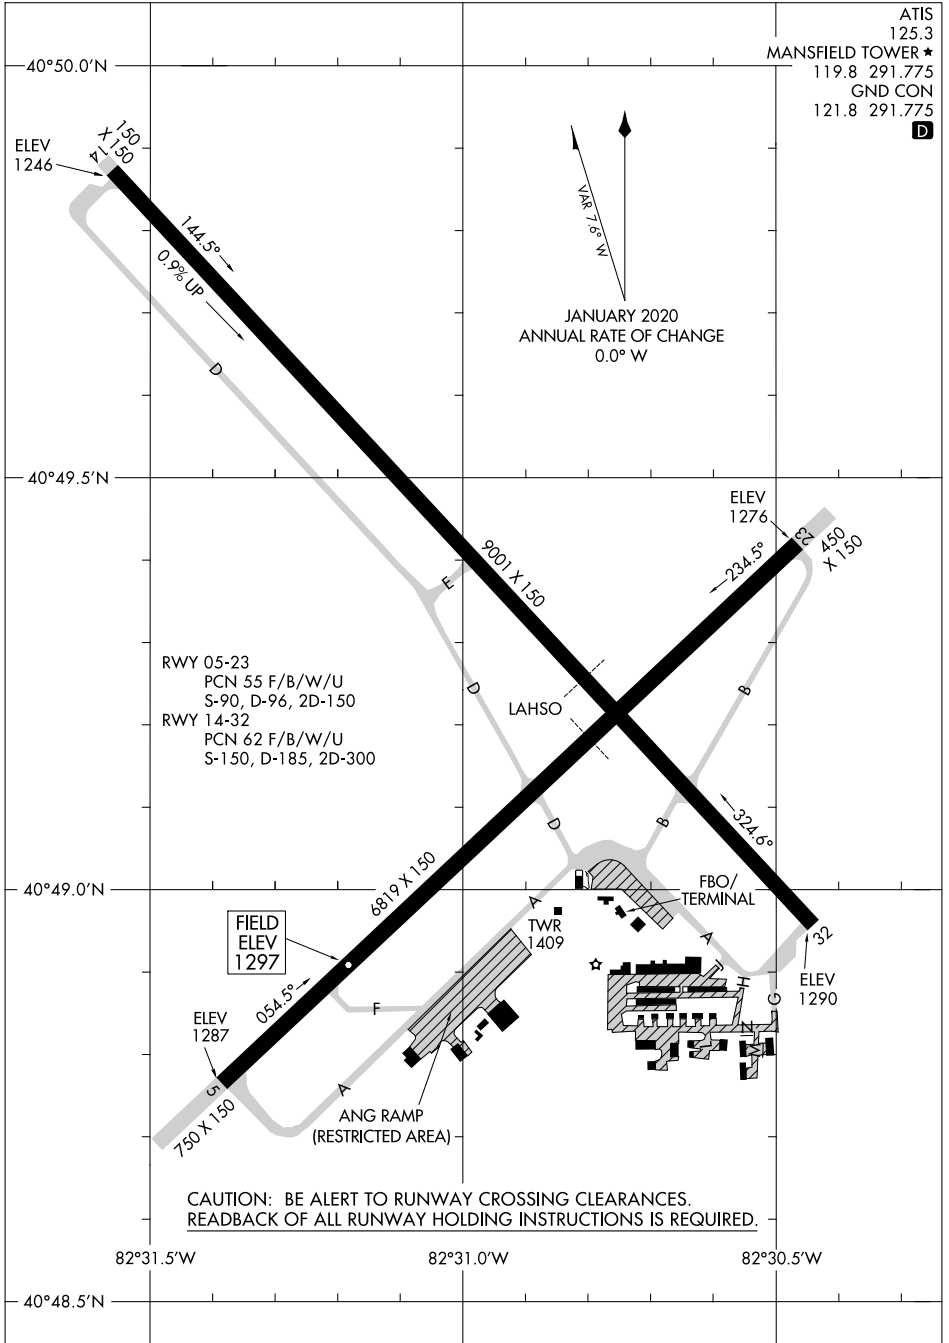 ATIS
125.3
MANSFIELD TOWER ★
119.8 291.775
GND CON
121.8 291.775
D
40°50.0'N
150
X 150
14
ELEV
1246
144.5°
0.9% UP
VAR 7.6° W
JANUARY 2020
ANNUAL RATE OF CHANGE
0.0° W
D
40°49.5'N
ELEV
1276
23
450
X 150
234.5°
9001 X 150
E
RWY 05-23
PCN 55 F/B/W/U
S-90, D-96, 2D-150
RWY 14-32
PCN 62 F/B/W/U
S-150, D-185, 2D-300
D
LAHSO
B
D
B
324.6°
6819 X 150
40°49.0'N
FBO/
TERMINAL
A
TWR
1409
FIELD
ELEV
1297
A
32
J
H
G
ELEV
1290
054.5°
F
ELEV
1287
5
750 X 150
A
ANG RAMP
(RESTRICTED AREA)
CAUTION: BE ALERT TO RUNWAY CROSSING CLEARANCES.
READBACK OF ALL RUNWAY HOLDING INSTRUCTIONS IS REQUIRED.
82°31.5'W
82°31.0'W
82°30.5'W
40°48.5'N